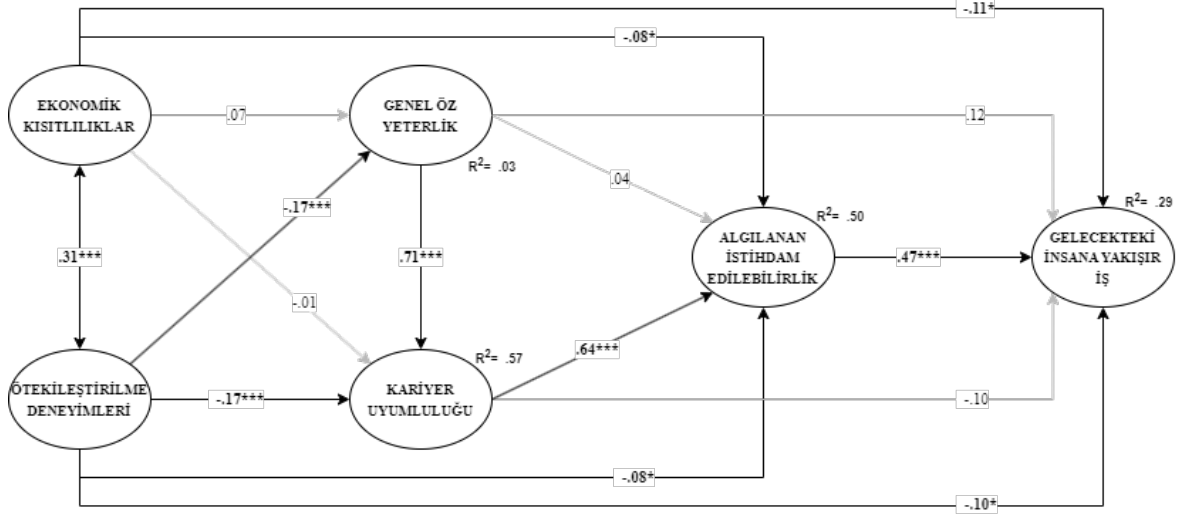 -.11*
-.08*
EKONOMİK
KISITLILIKLAR
.07
GENEL ÖZ
YETERLİK
.12
R²= .03
-.17***
.04
R²= .50
R²= .29
.31***
.71***
ALGILANAN
İSTİHDAM
EDİLEBİLİRLİK
.47***
GELECEKTEKİ
İNSANA YAKIŞIR
İŞ
-.01
R²= .57
.64***
ÖTEKİLEŞTİRİLME
DENEYİMLERİ
-.17***
KARİYER
UYUMLULUĞU
-.10
-.08*
-.10*